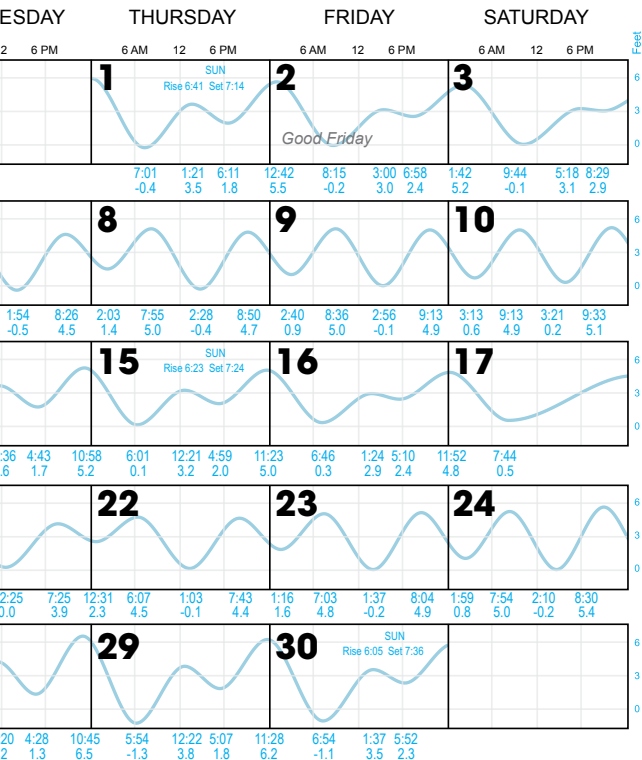 ESDAY THURSDAY FRIDAY SATURDAY
2 6 PM 6 AM 12 6 PM 6 AM 12 6 PM 6 AM 12 6 PM Feet
1 SUN 2 3 6
Rise 6:41 Set 7:14
3
Good Friday 0
7:01 1:21 6:11 12:42 8:15 3:00 6:58 1:42 9:44 5:18 8:29
-0.4 3.5 1.8 5.5 -0.2 3.0 2.4 5.2 -0.1 3.1 2.9
8 9 10 6
3
0
1:54 8:26 2:03 7:55 2:28 8:50 2:40 8:36 2:56 9:13 3:13 9:13 3:21 9:33
-0.5 4.5 1.4 5.0 -0.4 4.7 0.9 5.0 -0.1 4.9 0.6 4.9 0.2 5.1
15 SUN 16 17 6
Rise 6:23 Set 7:24
3
0
:36 4:43 10:58 6:01 12:21 4:59 11:23 6:46 1:24 5:10 11:52 7:44
.6 1.7 5.2 0.1 3.2 2.0 5.0 0.3 2.9 2.4 4.8 0.5
22 23 24 6
3
0
2:25 7:25 12:31 6:07 1:03 7:43 1:16 7:03 1:37 8:04 1:59 7:54 2:10 8:30
0.0 3.9 2.3 4.5 -0.1 4.4 1.6 4.8 -0.2 4.9 0.8 5.0 -0.2 5.4
29 30 SUN 6
Rise 6:05 Set 7:36
3
0
20 4:28 10:45 5:54 12:22 5:07 11:28 6:54 1:37 5:52
2 1.3 6.5 -1.3 3.8 1.8 6.2 -1.1 3.5 2.3